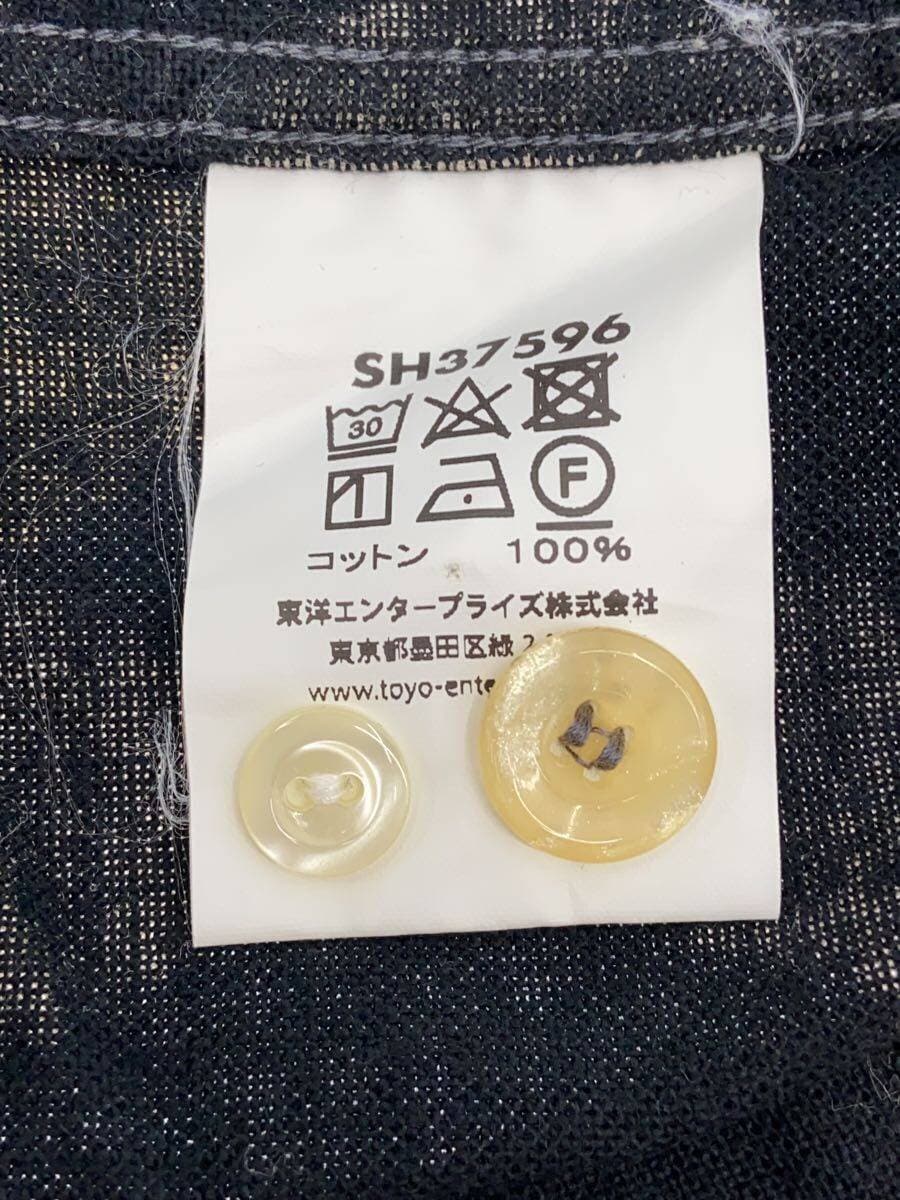 SH37596
30
F
コットン 100%
東洋エンタープライズ株式会社
東京都墨田区緑
www.toyo-ente